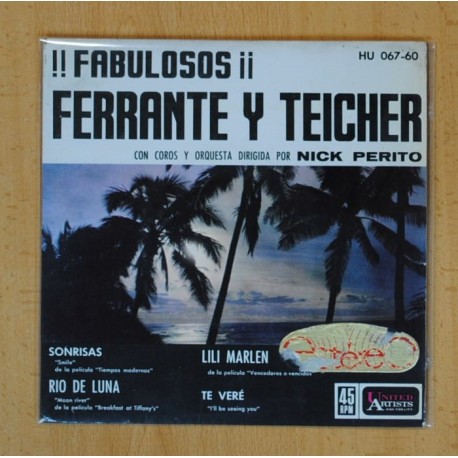 HU 067-60
!! FABULOSOS ¡¡
FERRANTE Y TEICHER
CON COROS Y ORQUESTA DIRIGIDA POR NICK PERITO
SONRISAS
"Smile"
de la película "Tiempos modernos"
RIO DE LUNA
"Moon river"
de la película "Breakfast at Tiffany's"
LILI MARLEN
de la película "Vencedores o vencidos"
TE VERÉ
"I'll be seeing you"
45
RPM
UNITED
ARTISTS